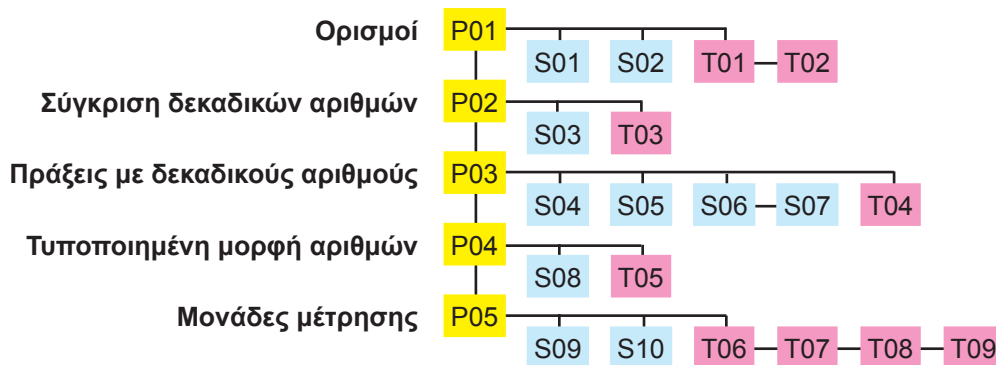 Ορισμοί P01
S01 S02 T01 T02
Σύγκριση δεκαδικών αριθμών P02
S03 T03
Πράξεις με δεκαδικούς αριθμούς P03
S04 S05 S06 S07 T04
Τυποποιημένη μορφή αριθμών P04
S08 T05
Μονάδες μέτρησης P05
S09 S10 T06 T07 T08 T09